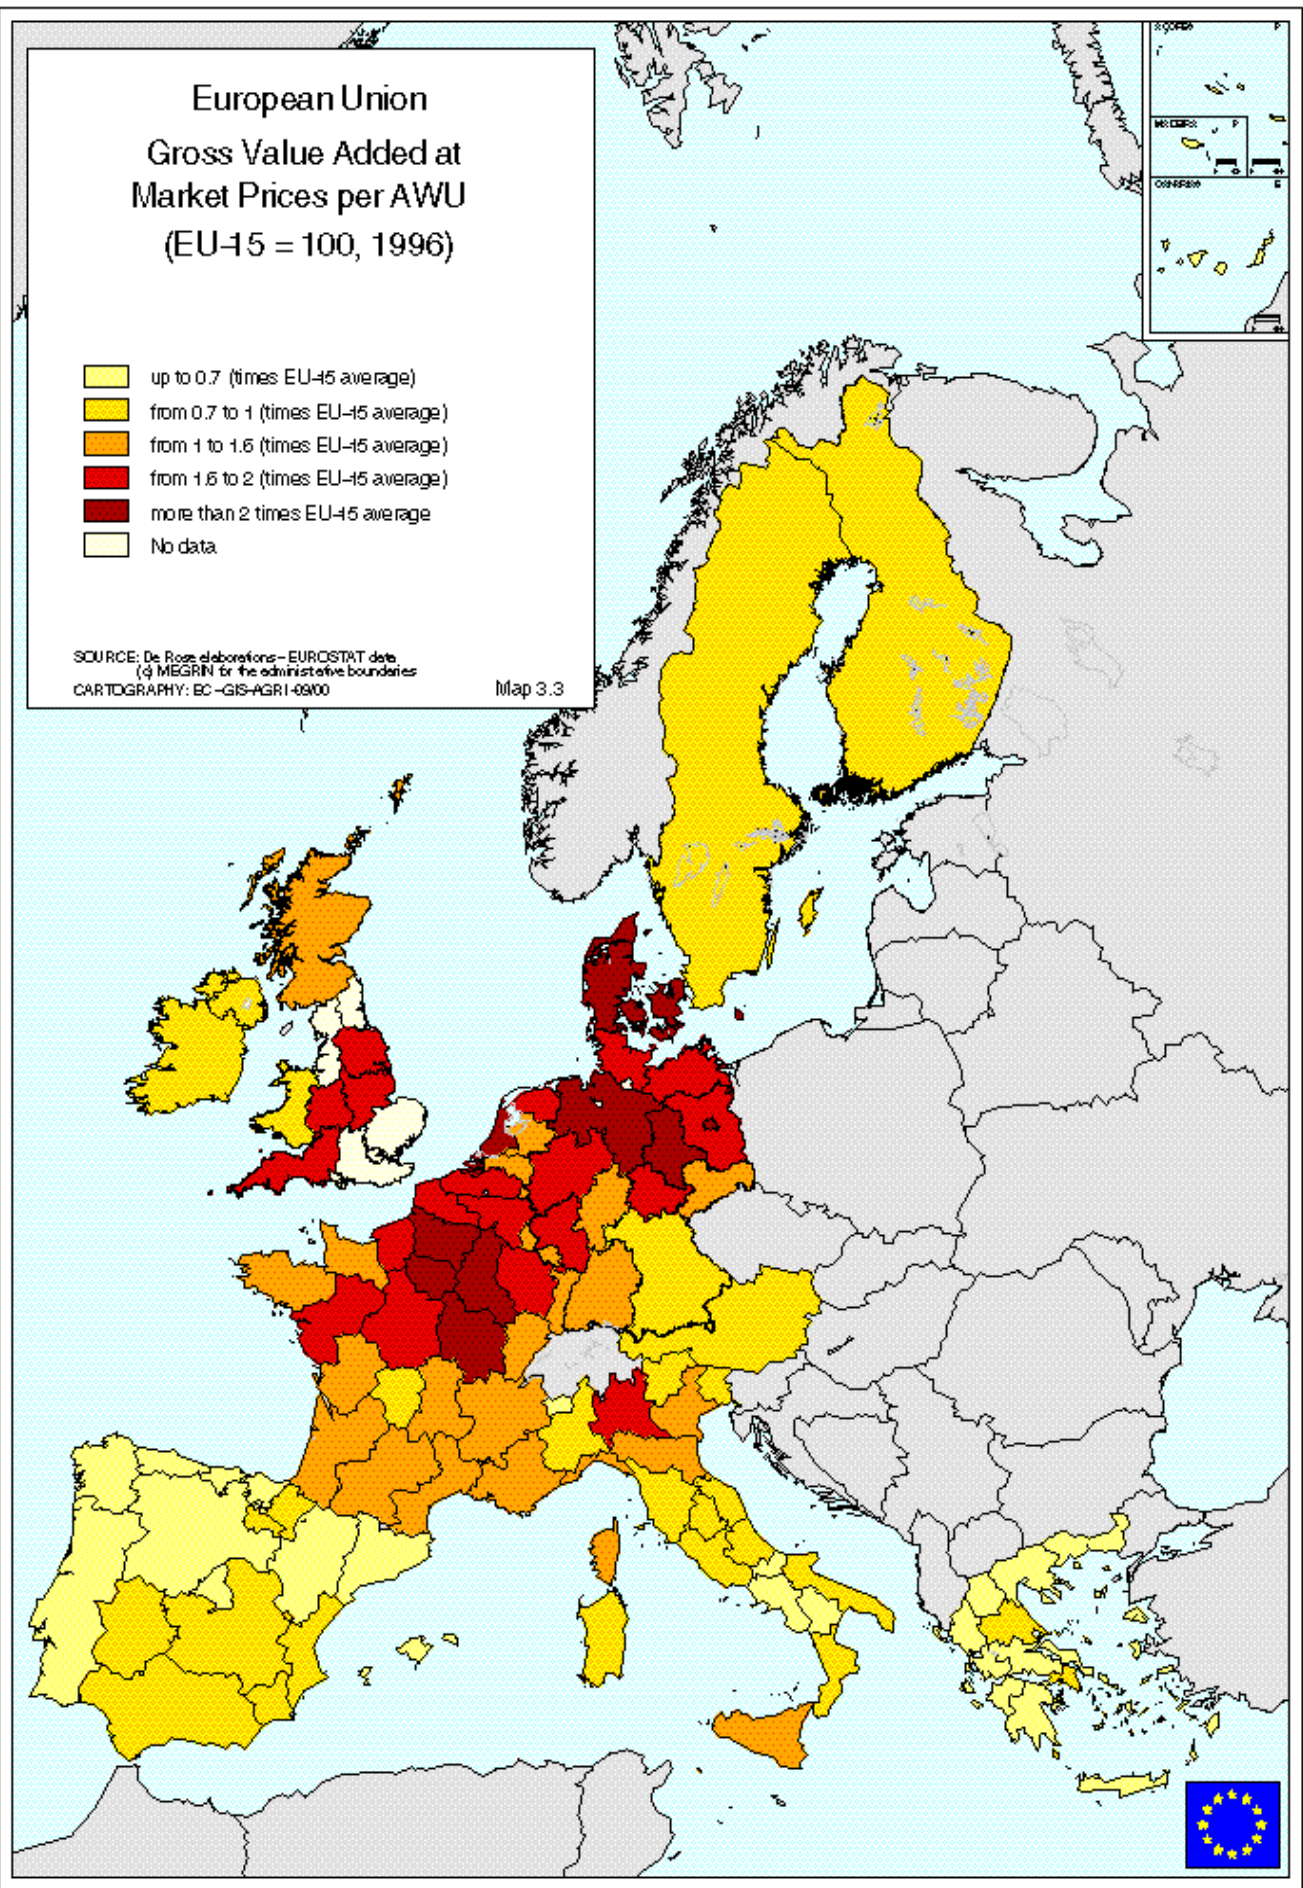 European Union
Gross Value Added at
Market Prices per AWU
(EU-15 = 100, 1996)
up to 0.7 (times EU-15 average)
from 0.7 to 1 (times EU-15 average)
from 1 to 1.6 (times EU-15 average)
from 1.6 to 2 (times EU-15 average)
more than 2 times EU-15 average
No data
SOURCE: De Rose elaborations - EUROSTAT data
(c) MEGRIN for the administrative boundaries
CARTOGRAPHY: EC-GIS-AGRI-09/00
Map 3.3